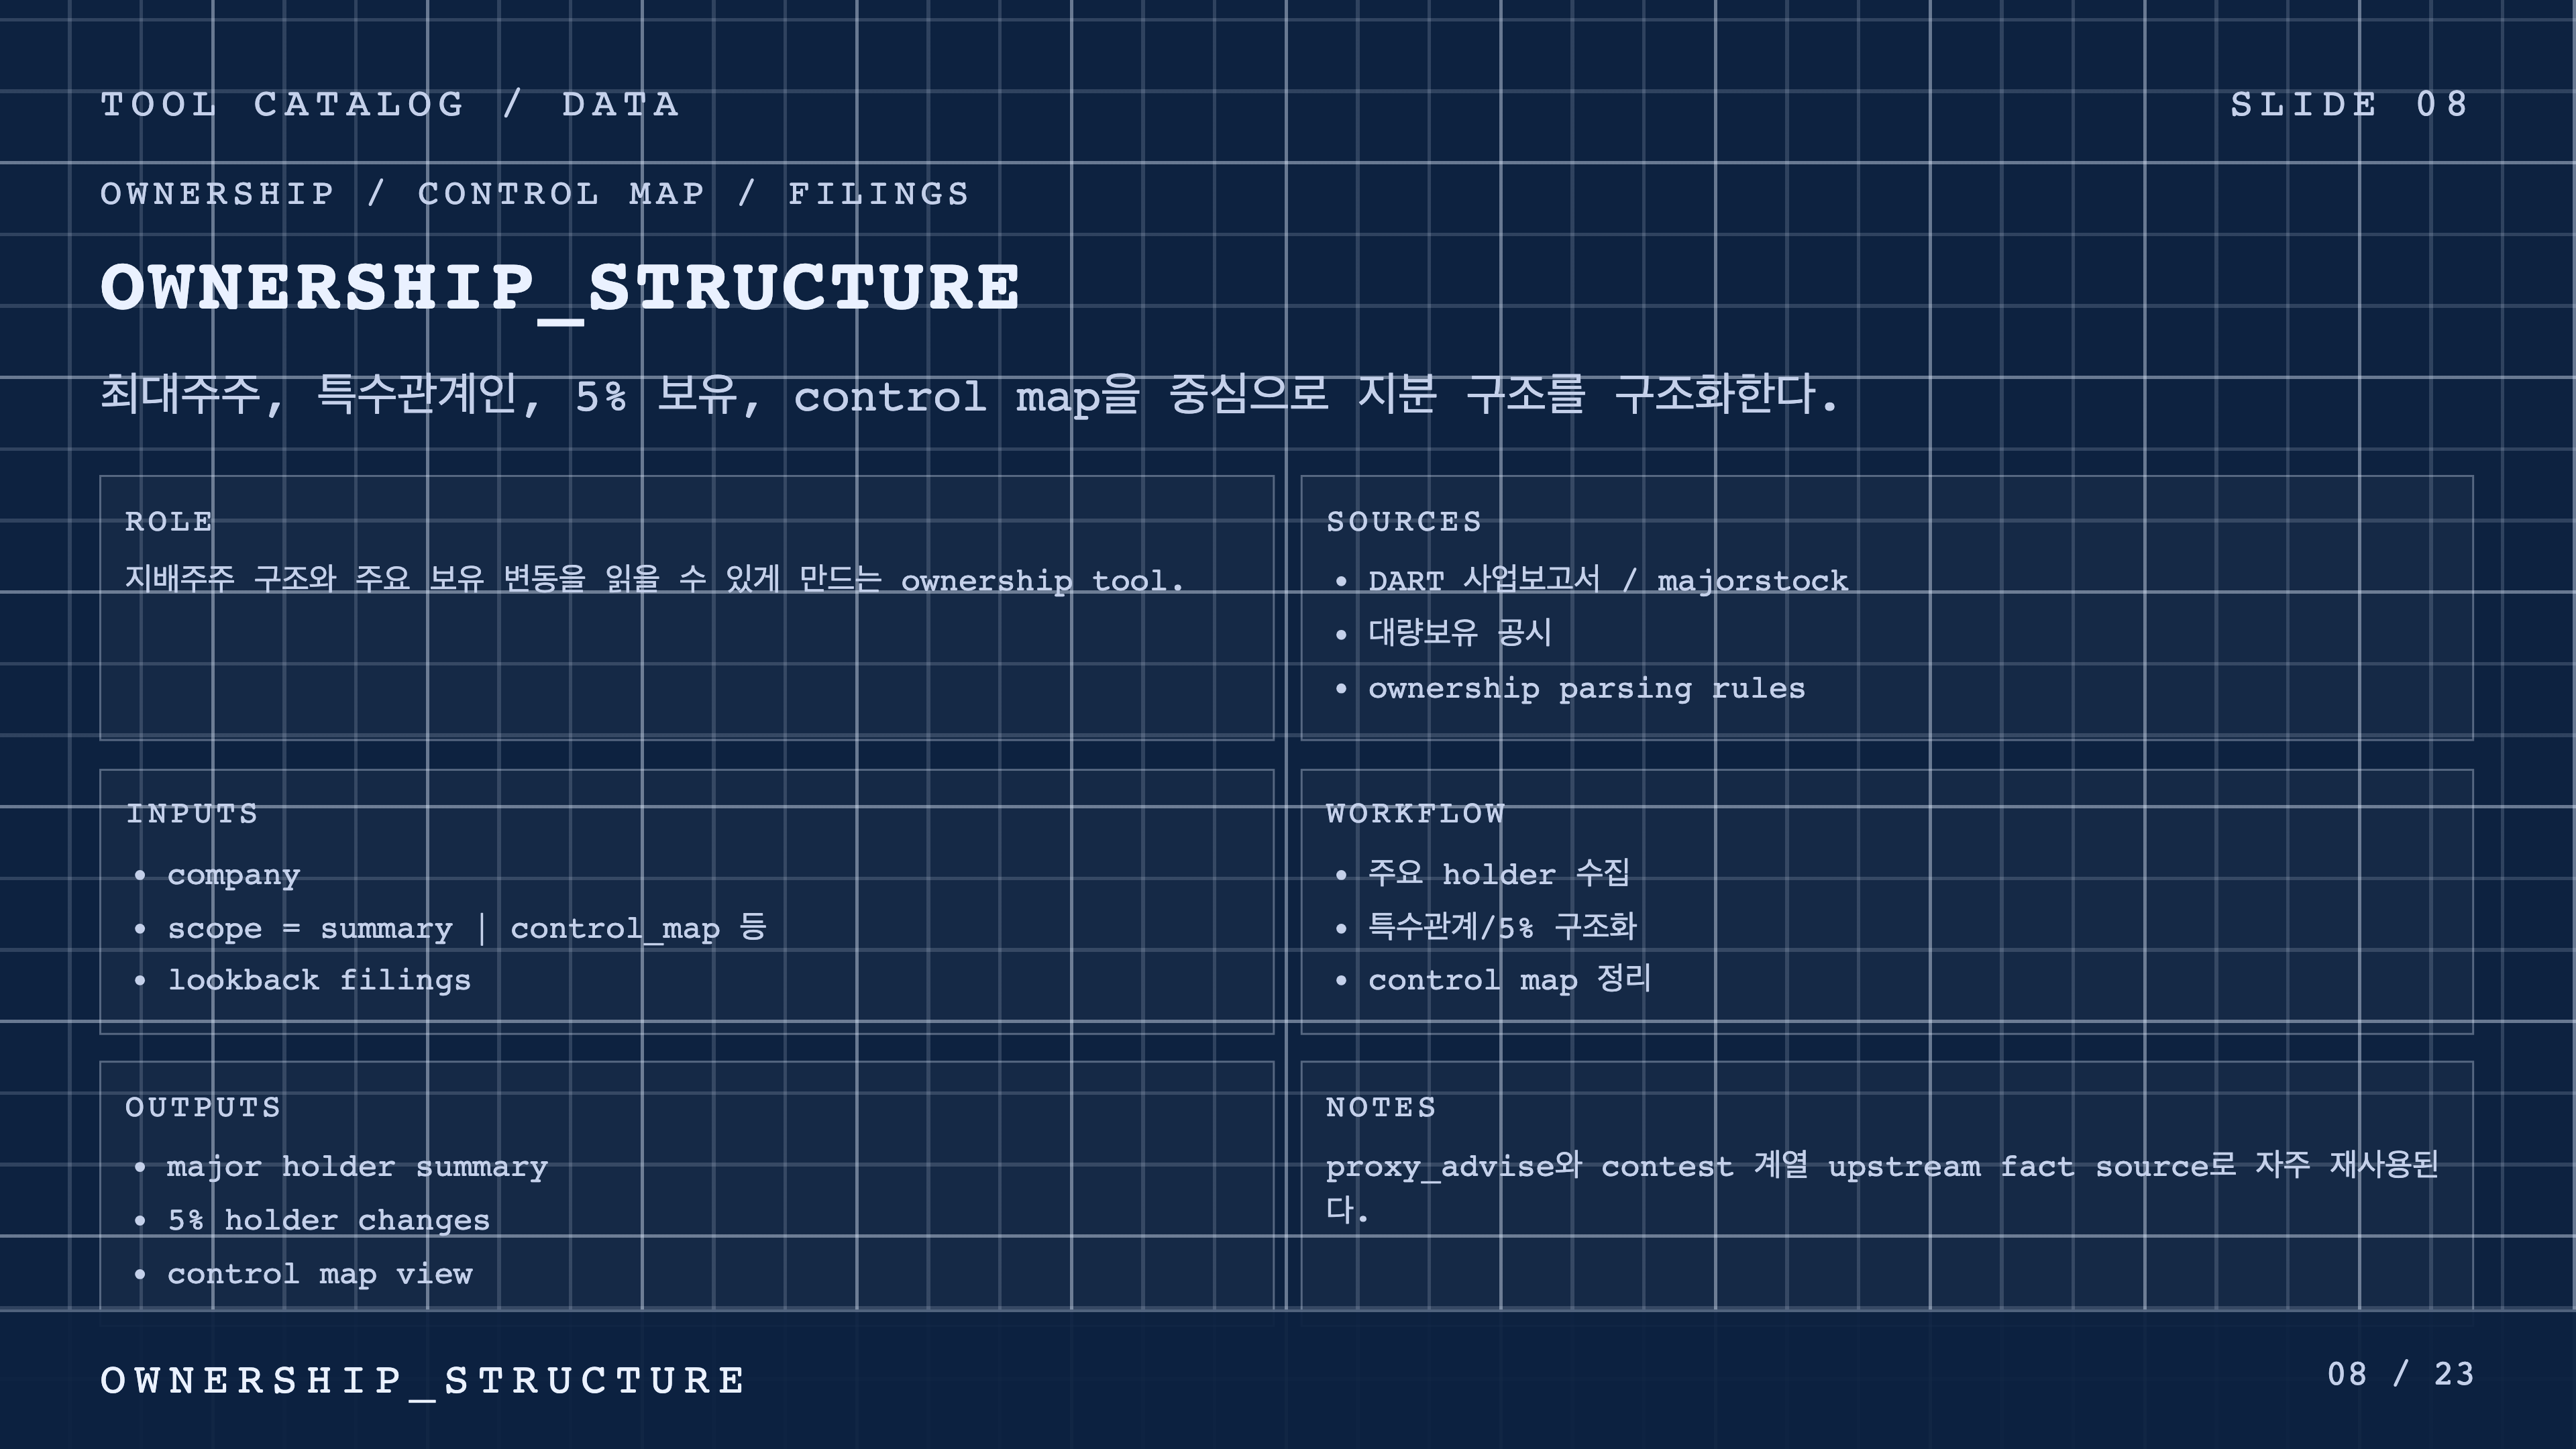 TOOL CATALOG / DATA
SLIDE 08
OWNERSHIP / CONTROL MAP / FILINGS
OWNERSHIP_STRUCTURE
최대주주, 특수관계인, 5% 보유, control map을 중심으로 지분 구조를 구조화한다.
ROLE
지배주주 구조와 주요 보유 변동을 읽을 수 있게 만드는 ownership tool.
SOURCES
• DART 사업보고서 / majorstock
• 대량보유 공시
• ownership parsing rules
INPUTS
• company
• scope = summary | control_map 등
• lookback filings
WORKFLOW
• 주요 holder 수집
• 특수관계/5% 구조화
• control map 정리
OUTPUTS
• major holder summary
• 5% holder changes
• control map view
NOTES
proxy_advise와 contest 계열 upstream fact source로 자주 재사용된
다.
OWNERSHIP_STRUCTURE
08 / 23